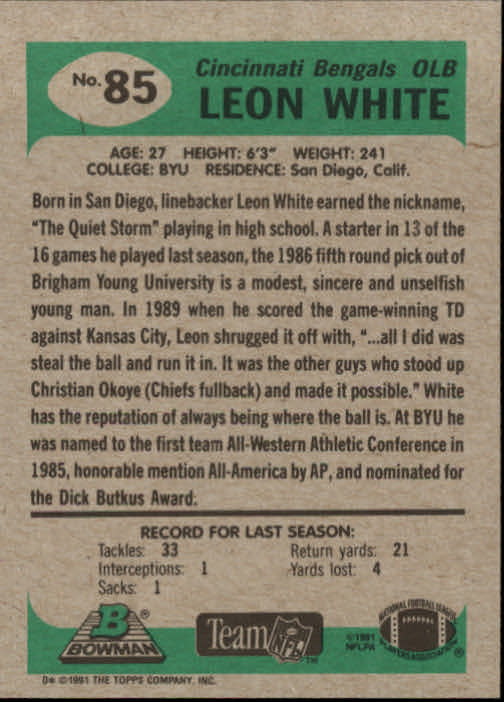 No. 85
Cincinnati Bengals OLB
LEON WHITE
AGE: 27 HEIGHT: 6'3" WEIGHT: 241
COLLEGE: BYU RESIDENCE: San Diego, Calif.
Born in San Diego, linebacker Leon White earned the nickname,
"The Quiet Storm" playing in high school. A starter in 13 of the
16 games he played last season, the 1986 fifth round pick out of
Brigham Young University is a modest, sincere and unselfish
young man. In 1989 when he scored the game-winning TD
against Kansas City, Leon shrugged it off with, "...all I did was
steal the ball and run it in. It was the other guys who stood up
Christian Okoye (Chiefs fullback) and made it possible." White
has the reputation of always being where the ball is. At BYU he
was named to the first team All-Western Athletic Conference in
1985, honorable mention All-America by AP, and nominated for
the Dick Butkus Award.
RECORD FOR LAST SEASON:
Tackles: 33 Return yards: 21
Interceptions: 1 Yards lost: 4
Sacks: 1
B ®
BOWMAN
Team NFL ™
©1991
NFLPA
NATIONAL FOOTBALL LEAGUE
PLAYERS ASSOCIATION ®
D* ©1991 THE TOPPS COMPANY, INC.